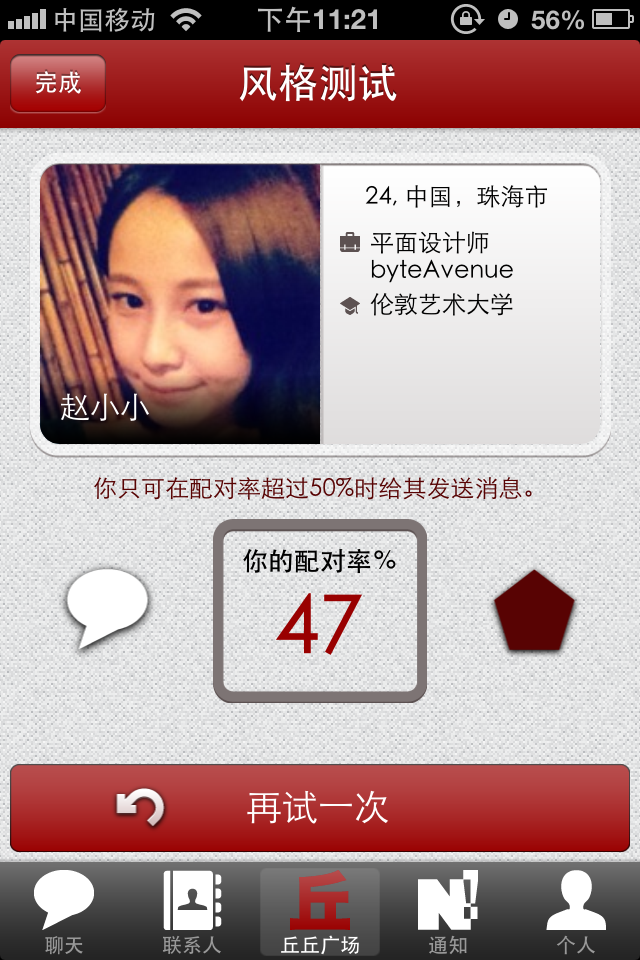 中国移动 下午11:21 56%
完成 风格测试
24, 中国，珠海市
平面设计师
byteAvenue
伦敦艺术大学
赵小小
你只可在配对率超过50%时给其发送消息。
你的配对率%
47
再试一次
丘 N!
聊天 联系人 丘丘广场 通知 个人